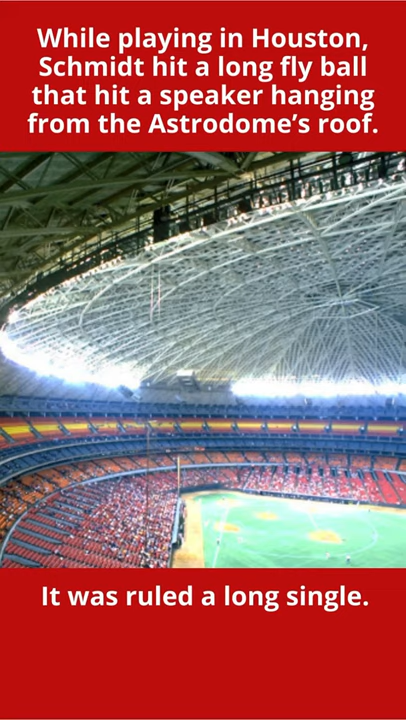 While playing in Houston,
Schmidt hit a long fly ball
that hit a speaker hanging
from the Astrodome’s roof.
It was ruled a long single.